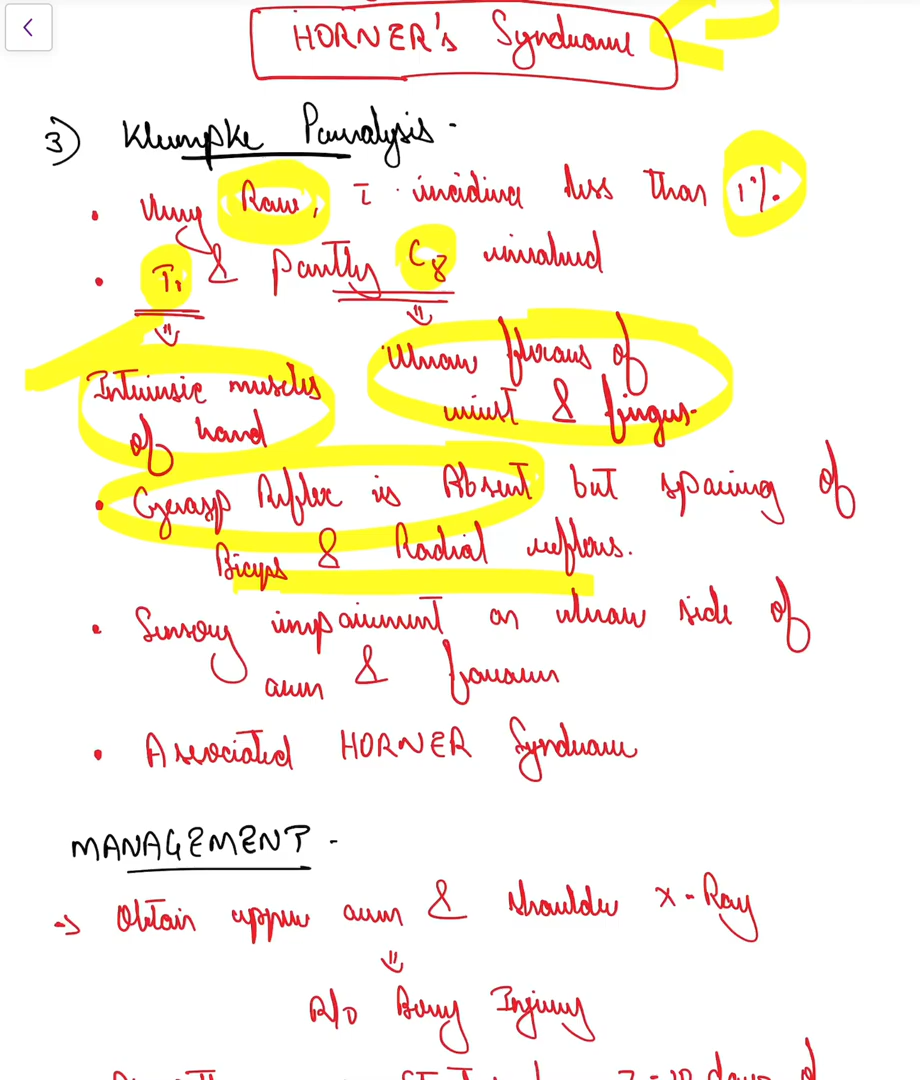 HORNER's Syndrome
3) Klumpke Paralysis -
• Very Rare, c̄ incidence less than 1%.
• T₁ & partly C₈ involved
⇓ ⇓
Intrinsic muscles of hand
Ulnar flexors of wrist & fingers.
• Grasp Reflex is Absent but sparing of
Biceps & Radial reflexes.
• Sensory impairment on ulnar side of
arm & forearm
• Associated HORNER Syndrome
MANAGEMENT -
→ Obtain upper arm & shoulder X-Ray
⇓
R/o Bony Injury